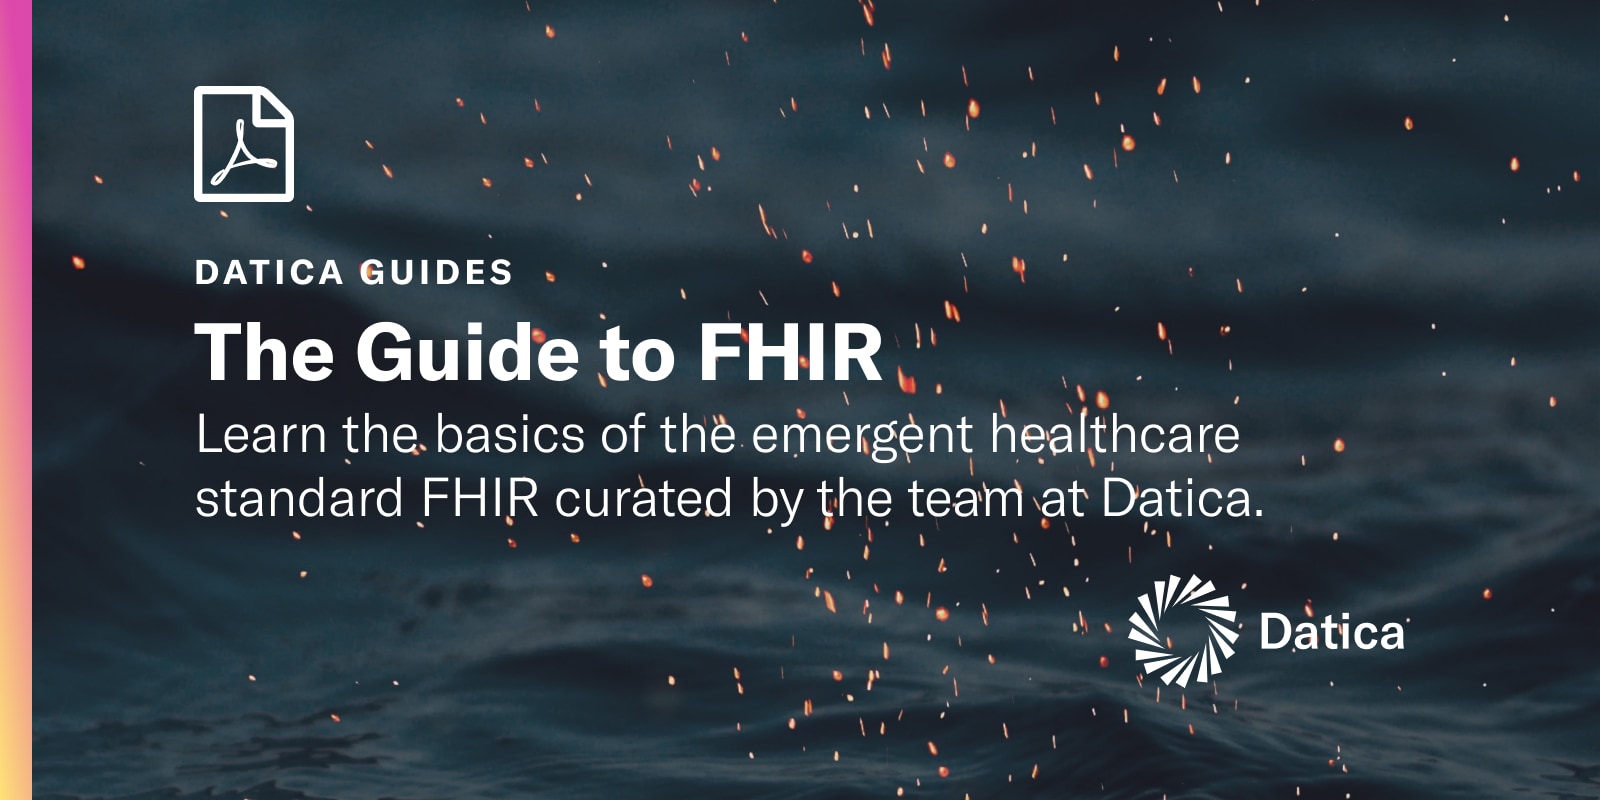 DATICA GUIDES
The Guide to FHIR
Learn the basics of the emergent healthcare
standard FHIR curated by the team at Datica.
Datica